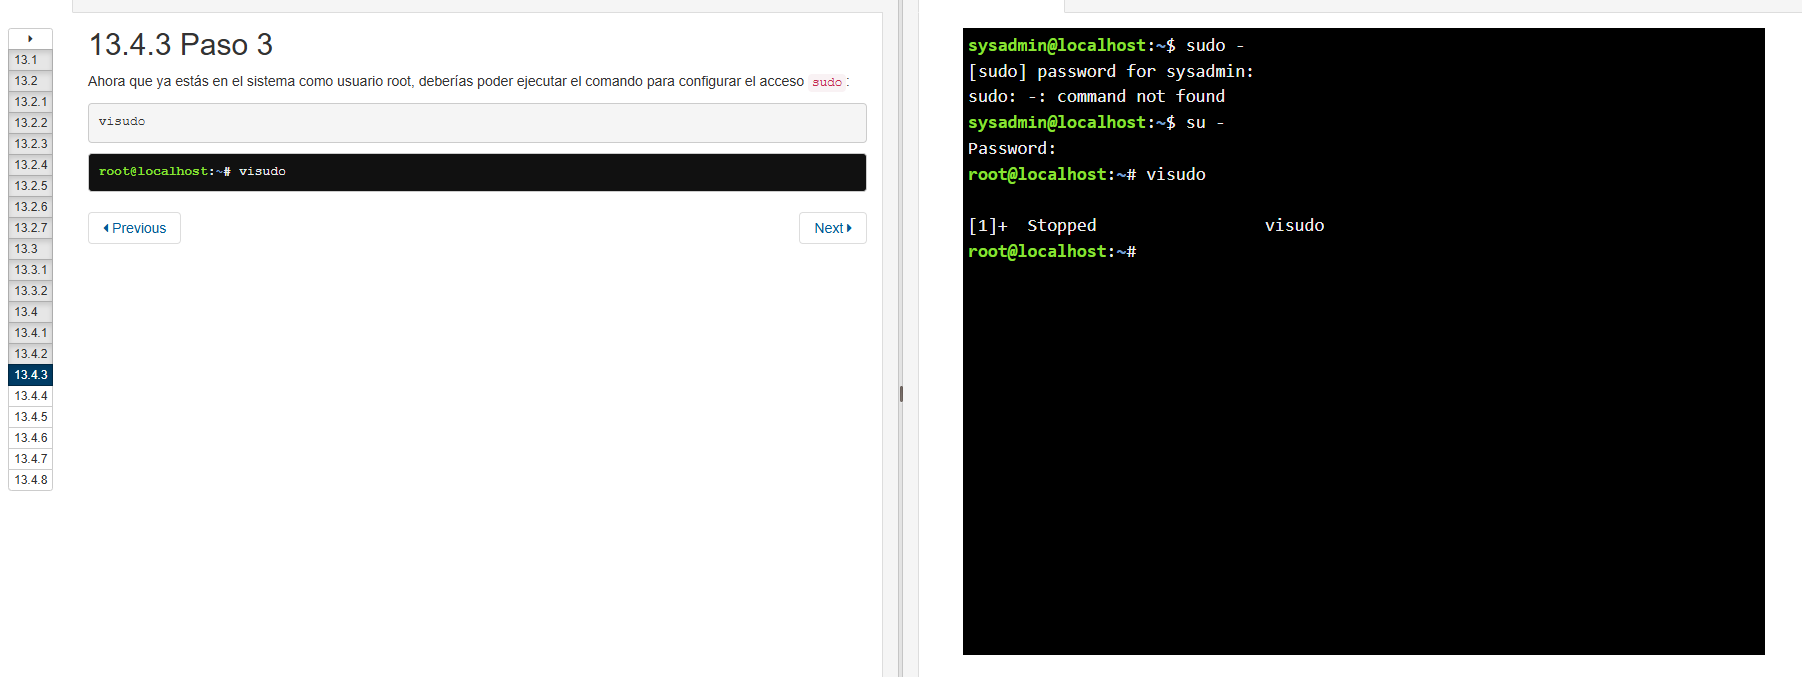 13.1
13.2
13.2.1
13.2.2
13.2.3
13.2.4
13.2.5
13.2.6
13.2.7
13.3
13.3.1
13.3.2
13.4
13.4.1
13.4.2
13.4.3
13.4.4
13.4.5
13.4.6
13.4.7
13.4.8
13.4.3 Paso 3
Ahora que ya estás en el sistema como usuario root, deberías poder ejecutar el comando para configurar el acceso sudo:
visudo
root@localhost:~# visudo
Previous
Next
sysadmin@localhost:~$ sudo -
[sudo] password for sysadmin:
sudo: -: command not found
sysadmin@localhost:~$ su -
Password:
root@localhost:~# visudo
[1]+  Stopped                 visudo
root@localhost:~#